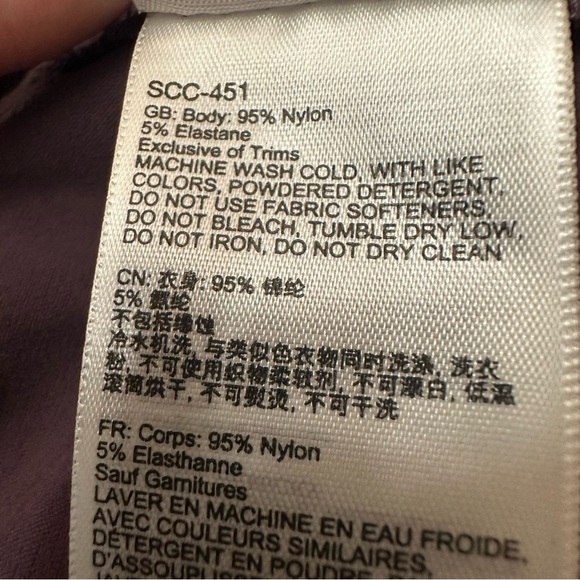 SCC-451
GB: Body: 95% Nylon
5% Elastane
Exclusive of Trims
MACHINE WASH COLD, WITH LIKE
COLORS, POWDERED DETERGENT,
DO NOT USE FABRIC SOFTENERS,
DO NOT BLEACH, TUMBLE DRY LOW,
DO NOT IRON, DO NOT DRY CLEAN
CN: 衣身: 95% 锦纶
5% 氨纶
不包括缘蚀
冷水机洗, 与类似色衣物同时洗涤, 洗衣
粉, 不可使用织物柔软剂, 不可漂白, 低温
滚筒烘干, 不可熨烫, 不可干洗
FR: Corps: 95% Nylon
5% Elasthanne
Sauf Garnitures
LAVER EN MACHINE EN EAU FROIDE,
AVEC COULEURS SIMILAIRES,
DÉTERGENT EN POUDRE,
D'ASSOUPLISS